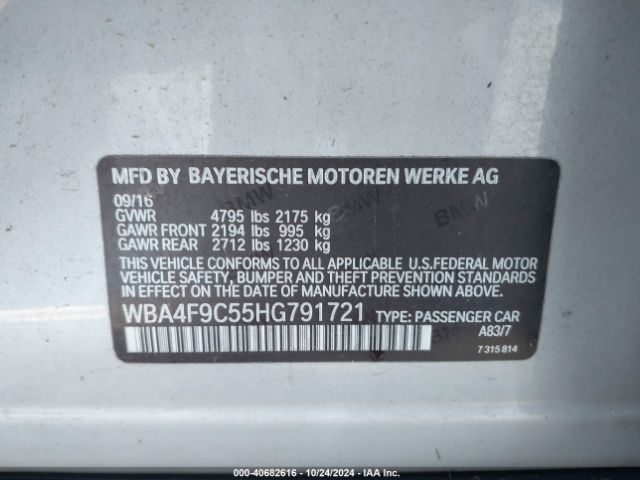 MFD BY BAYERISCHE MOTOREN WERKE AG
09/16
GVWR 4795 lbs 2175 kg
GAWR FRONT 2194 lbs 995 kg
GAWR REAR 2712 lbs 1230 kg
THIS VEHICLE CONFORMS TO ALL APPLICABLE U.S.FEDERAL MOTOR
VEHICLE SAFETY, BUMPER AND THEFT PREVENTION STANDARDS
IN EFFECT ON THE DATE OF MANUFACTURE SHOWN ABOVE.
WBA4F9C55HG791721 TYPE: PASSENGER CAR
A83/7
7315814
BMW
BMW
000-40682616 - 10/24/2024 - IAA Inc.